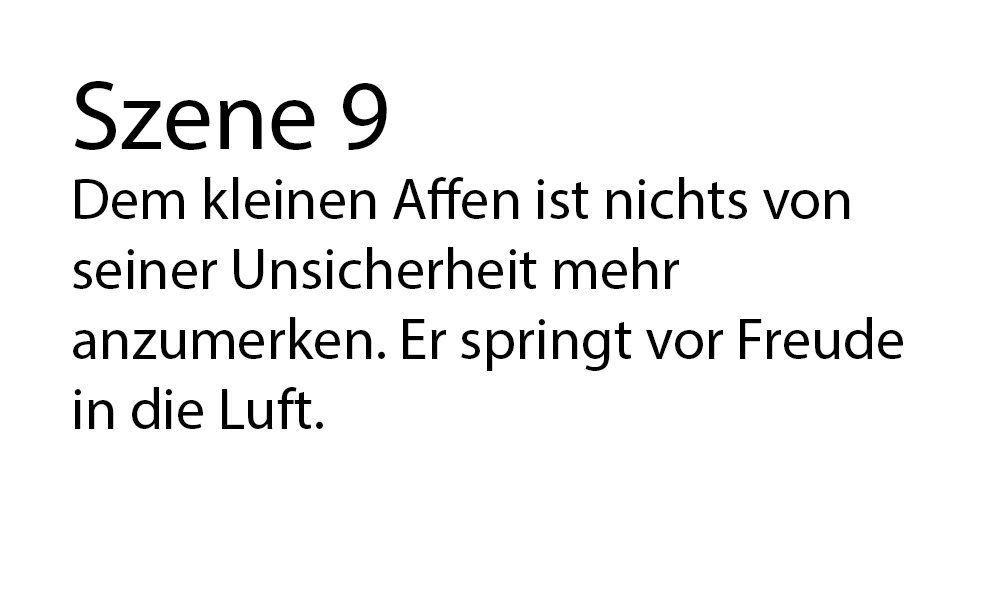 Szene 9
Dem kleinen Affen ist nichts von
seiner Unsicherheit mehr
anzumerken. Er springt vor Freude
in die Luft.